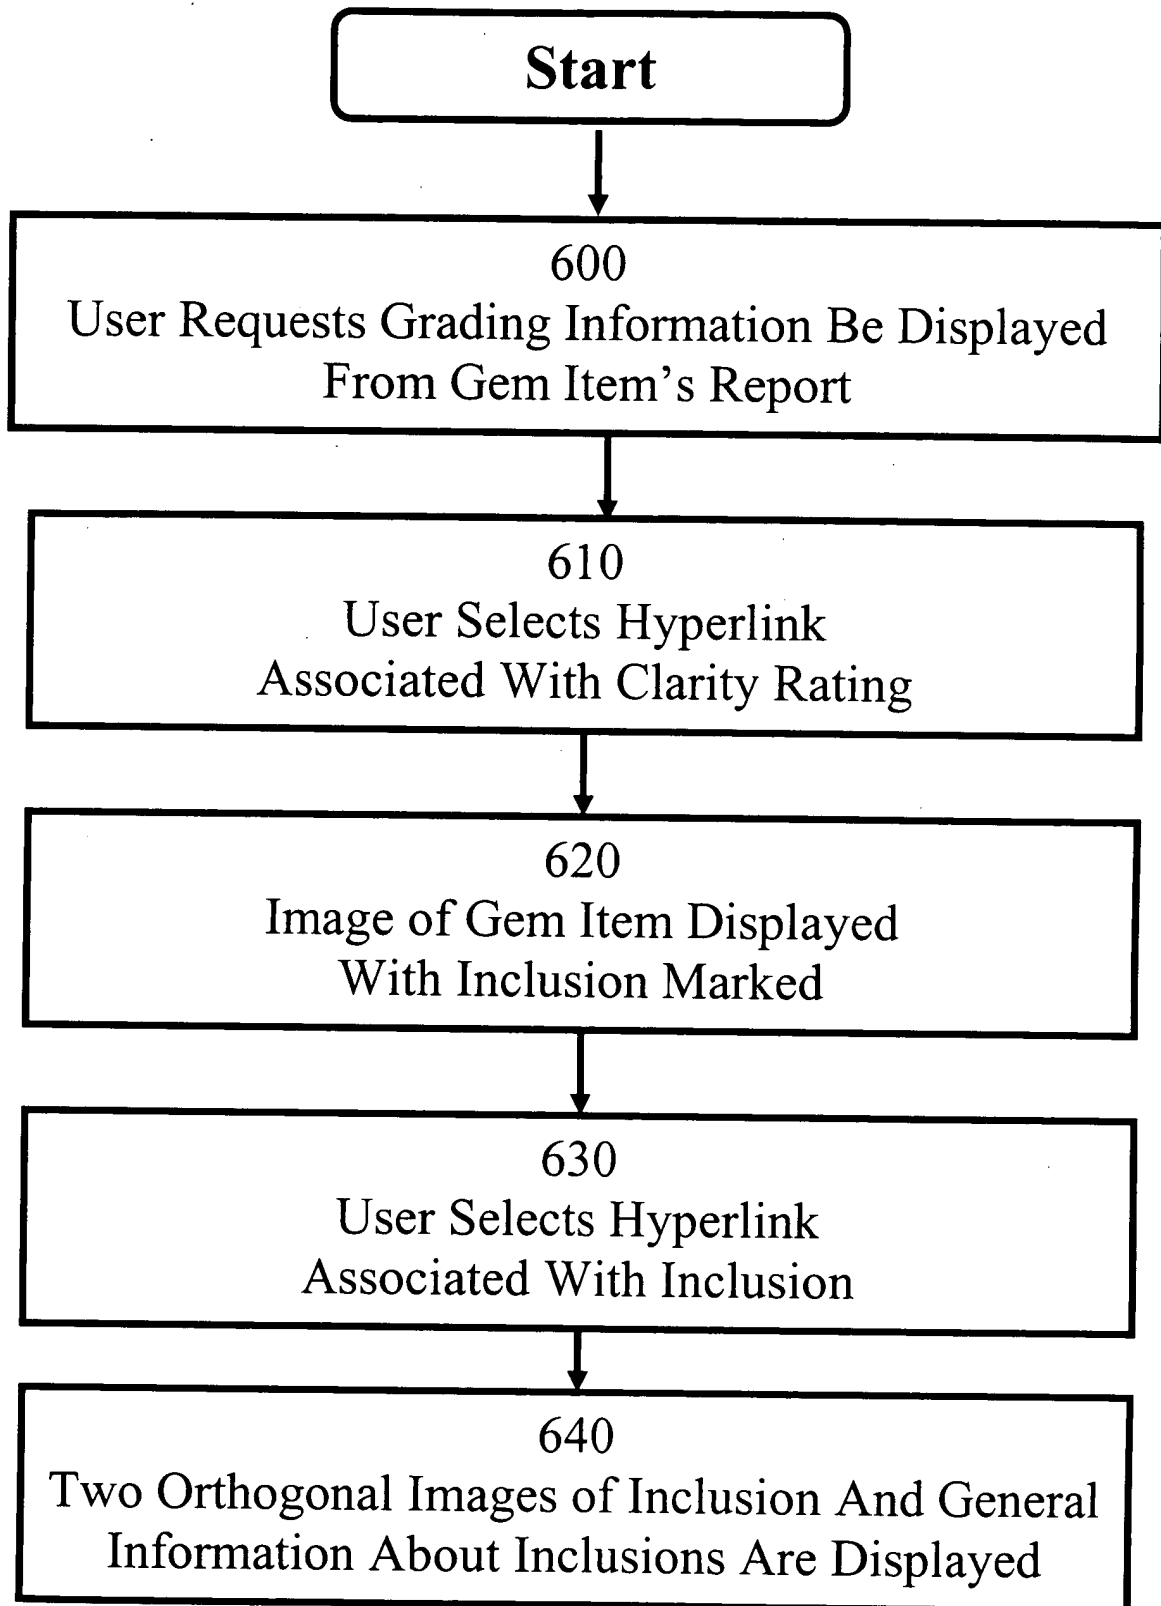 Start
600
User Requests Grading Information Be Displayed
From Gem Item's Report
610
User Selects Hyperlink
Associated With Clarity Rating
620
Image of Gem Item Displayed
With Inclusion Marked
630
User Selects Hyperlink
Associated With Inclusion
640
Two Orthogonal Images of Inclusion And General
Information About Inclusions Are Displayed